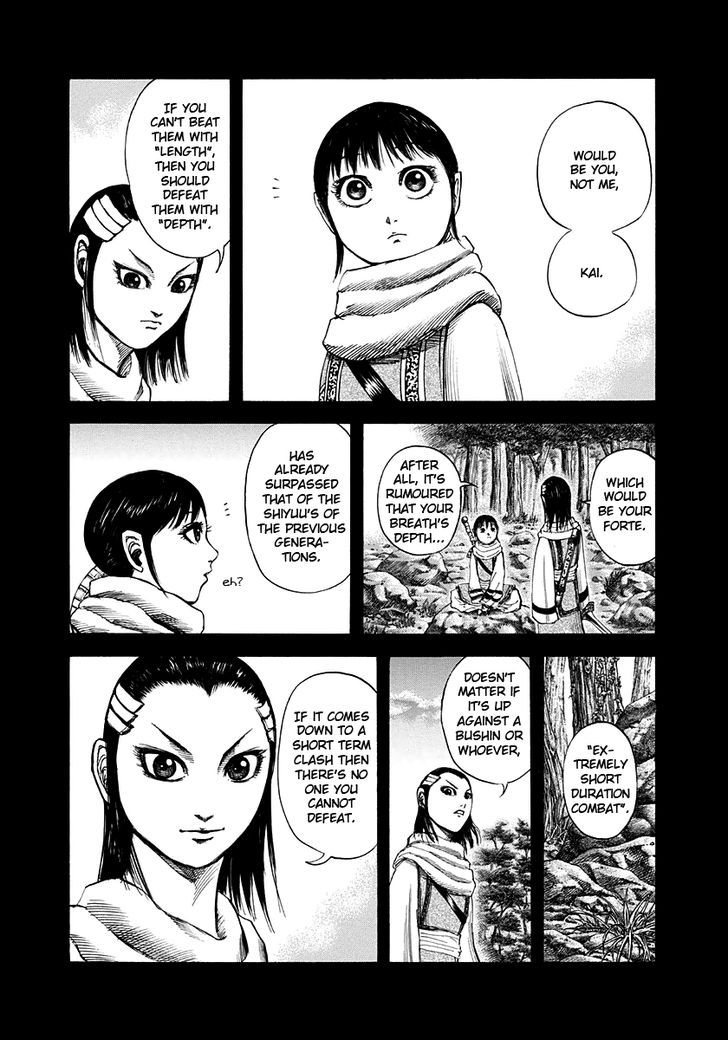 WOULD
BE YOU,
NOT ME,
KAI.
IF YOU
CAN'T BEAT
THEM WITH
"LENGTH",
THEN YOU
SHOULD
DEFEAT
THEM WITH
"DEPTH".
WHICH
WOULD
BE YOUR
FORTE.
AFTER
ALL, IT'S
RUMOURED
THAT YOUR
BREATH'S
DEPTH...
HAS
ALREADY
SURPASSED
THAT OF THE
SHIYUU'S OF
THE PREVIOUS
GENERA-
TIONS.
eh?
"EX-
TREMELY
SHORT
DURATION
COMBAT".
DOESN'T
MATTER IF
IT'S UP
AGAINST A
BUSHIN OR
WHOEVER,
IF IT COMES
DOWN TO A
SHORT TERM
CLASH THEN
THERE'S NO
ONE YOU
CANNOT
DEFEAT.